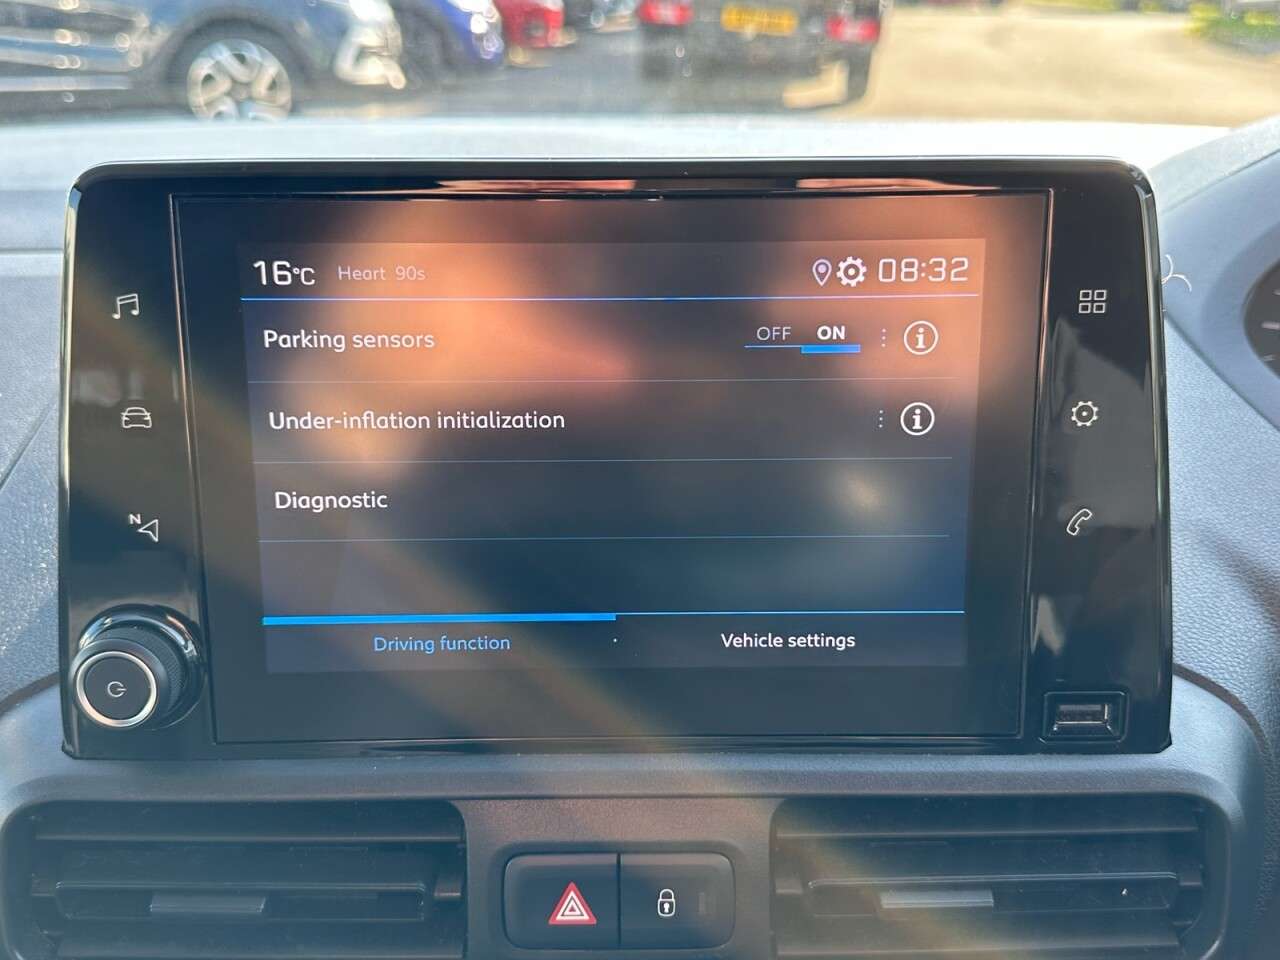 16°C Heart 90s 08:32
Parking sensors OFF ON
Under-inflation initialization
Diagnostic
Driving function Vehicle settings
N